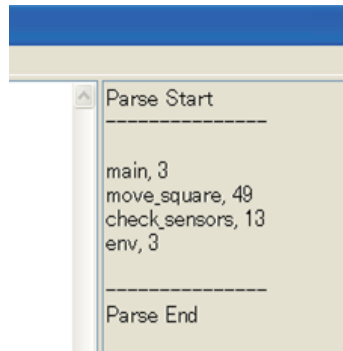 Parse Start
---------------
main, 3
move_square, 49
check_sensors, 13
env, 3
---------------
Parse End